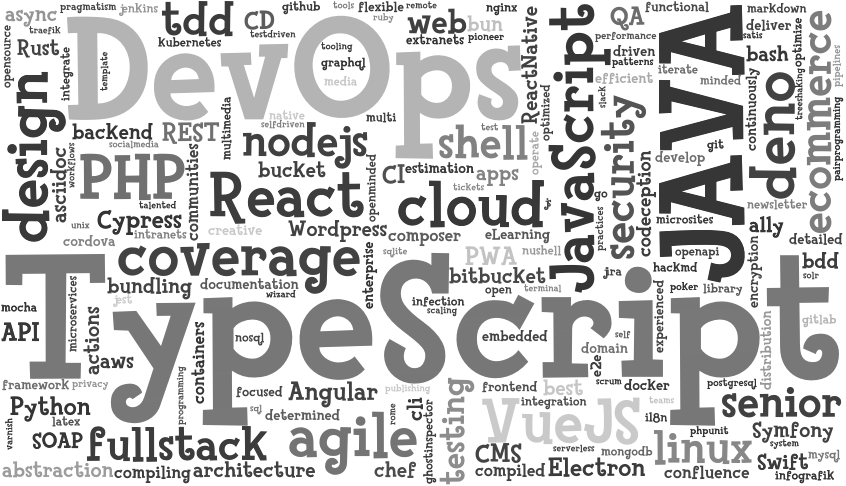 async
pragmatism
jenkins
tdd
CD
github
tools
flexible
remote
ruby
nginx
web
bun
extranets
pioneer
QA
functional
markdown
deliver
satis
opensource
traefik
Rust
integrate
template
Kubernetes
testdriven
DevOps
tooling
graphql
media
ReactNative
optimized
JavaScript
performance
driven
patterns
iterate
efficient
slack
minded
JAVA
bash
optimize
treeshaking
continuously
deno
ecommerce
pipelines
pairprogramming
design
backend
REST
socialmedia
multimedia
native
selfdriven
multi
nodejs
shell
test
operate
security
develop
git
asciidoc
workflows
PHP
talented
communities
bucket
React
openminded
CI
estimation
apps
tickets
cloud
jr
go
practices
codeception
microsites
newsletter
ally
detailed
unix
cordova
Cypress
intranets
creative
Wordpress
composer
eLearning
sqlite
PWA
nushell
openapi
hackmd
encryption
bdd
solr
coverage
enterprise
bitbucket
jira
TypeScript
bundling
documentation
wizard
open
terminal
poker
library
mocha
microservices
jest
infection
scaling
experienced
gitlab
API
actions
aws
containers
nosql
embedded
self
domain
e2e
distribution
framework
privacy
programming
focused
Angular
publishing
frontend
best
scrum
docker
postgresql
Python
latex
sql
determined
rome
cli
ghostinspector
testing
integration
VueJS
teams
i18n
senior
varnish
SOAP
fullstack
agile
phpunit
Symfony
system
CMS
serverless
mongodb
linux
mysql
abstraction
compiling
architecture
chef
compiled
Electron
confluence
Swift
infografik